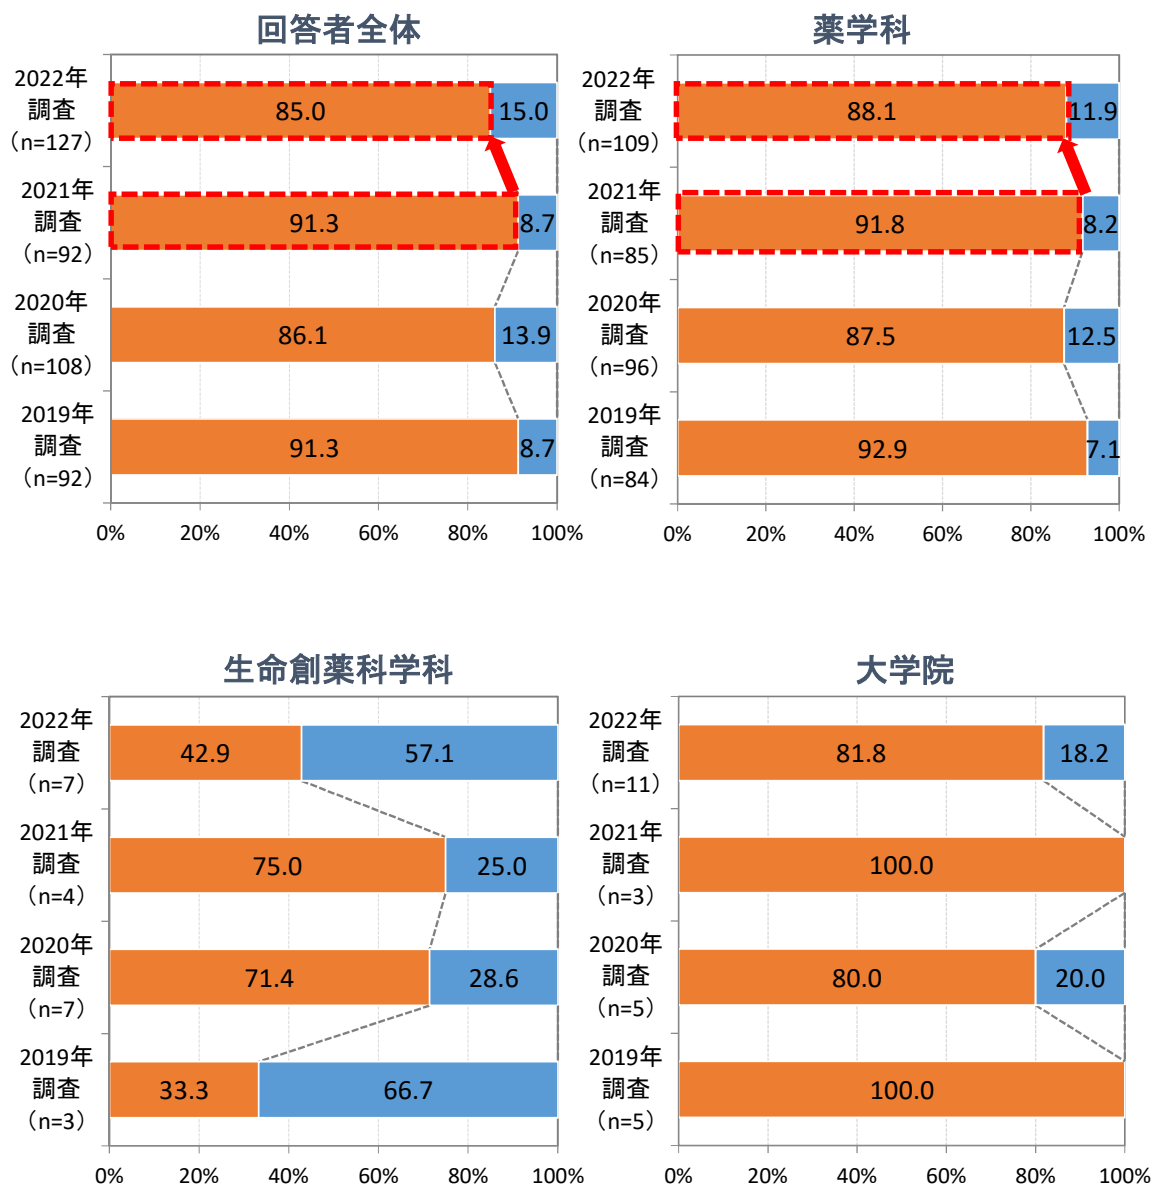 回答者全体
2022年
調査
（n=127）
85.0
15.0
2021年
調査
（n=92）
91.3
8.7
2020年
調査
（n=108）
86.1
13.9
2019年
調査
（n=92）
91.3
8.7
0% 20% 40% 60% 80% 100%
薬学科
2022年
調査
（n=109）
88.1
11.9
2021年
調査
（n=85）
91.8
8.2
2020年
調査
（n=96）
87.5
12.5
2019年
調査
（n=84）
92.9
7.1
0% 20% 40% 60% 80% 100%
生命創薬科学科
2022年
調査
（n=7）
42.9
57.1
2021年
調査
（n=4）
75.0
25.0
2020年
調査
（n=7）
71.4
28.6
2019年
調査
（n=3）
33.3
66.7
0% 20% 40% 60% 80% 100%
大学院
2022年
調査
（n=11）
81.8
18.2
2021年
調査
（n=3）
100.0
2020年
調査
（n=5）
80.0
20.0
2019年
調査
（n=5）
100.0
0% 20% 40% 60% 80% 100%